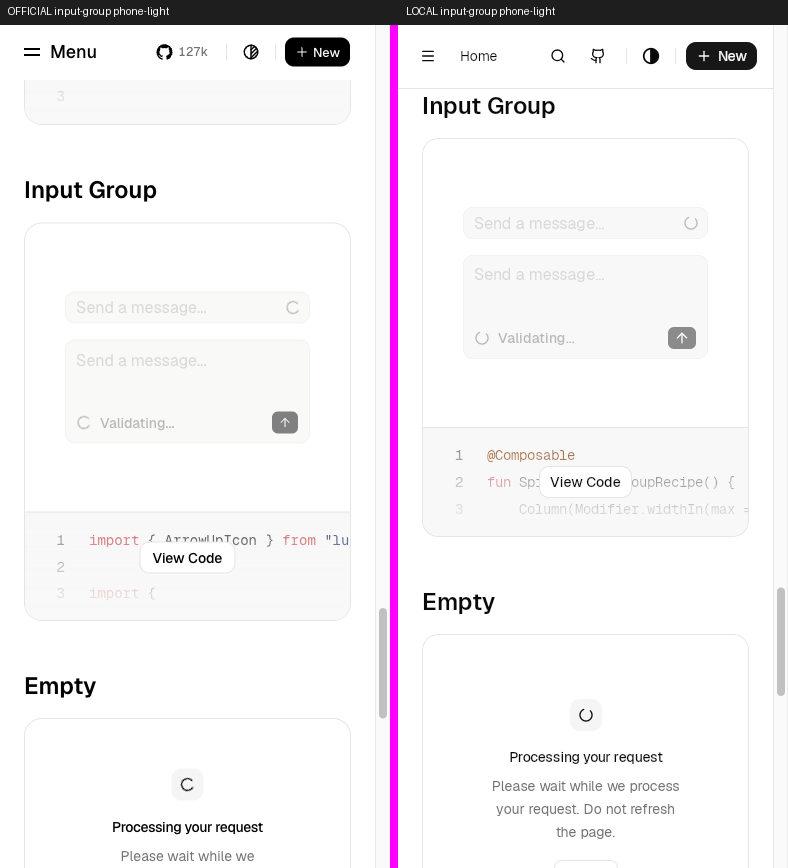 OFFICIAL input-group phone-light
Menu
127k
New
3
Input Group
Send a message...
Send a message...
Validating...
1 import { ArrowUpIcon } from "lu
View Code
2
3 import {
Empty
Processing your request
Please wait while we
LOCAL input-group phone-light
Home
New
Input Group
Send a message...
Send a message...
Validating...
1 @Composable
2 fun Spi oupRecipe() {
View Code
3 Column(Modifier.widthIn(max =
Empty
Processing your request
Please wait while we process
your request. Do not refresh
the page.